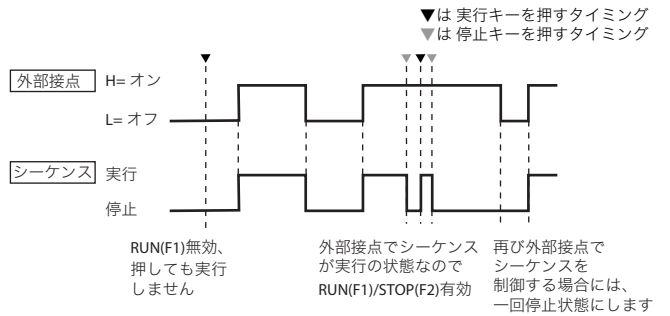 ▼は 実行キーを押すタイミング
▼は 停止キーを押すタイミング
外部接点 H= オン
L= オフ
シーケンス 実行
停止
RUN(F1)無効、
押しても実行
しません
外部接点でシーケンス
が実行の状態なので
RUN(F1)/STOP(F2)有効
再び外部接点で
シーケンスを
制御する場合には、
一回停止状態にします